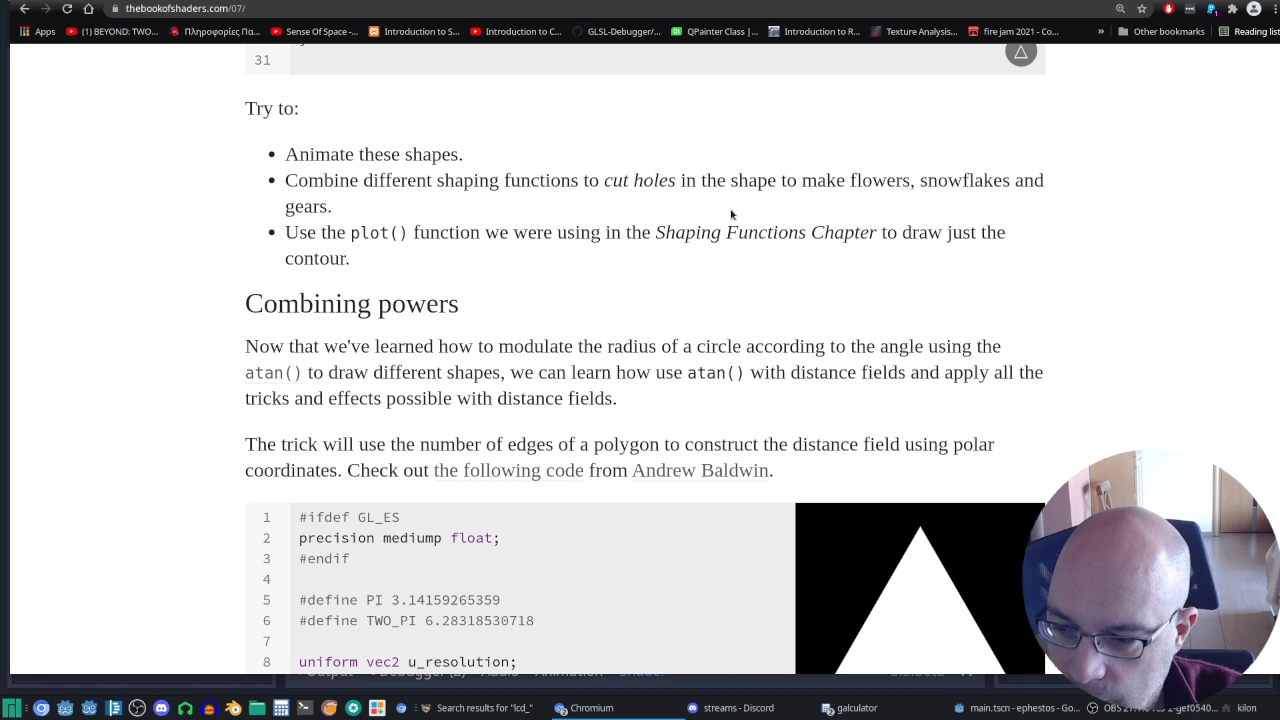 thebookofshaders.com/07/
Apps (1) BEYOND: TWO... Πληροφορίες Πα... Sense Of Space -... Introduction to S... Introduction to C... GLSL-Debugger/... QPainter Class |... Introduction to R... Texture Analysis... fire jam 2021 - Co... » Other bookmarks Reading list
31
Try to:
• Animate these shapes.
• Combine different shaping functions to cut holes in the shape to make flowers, snowflakes and
gears.
• Use the plot() function we were using in the Shaping Functions Chapter to draw just the
contour.
Combining powers
Now that we've learned how to modulate the radius of a circle according to the angle using the
atan() to draw different shapes, we can learn how use atan() with distance fields and apply all the
tricks and effects possible with distance fields.
The trick will use the number of edges of a polygon to construct the distance field using polar
coordinates. Check out the following code from Andrew Baldwin.
1 #ifdef GL_ES
2 precision mediump float;
3 #endif
4
5 #define PI 3.14159265359
6 #define TWO_PI 6.28318530718
7
8 uniform vec2 u_resolution;
Search results for "lcd_" Chromium streams - Discord galculator main.tscn - ephestos - Go... kilon